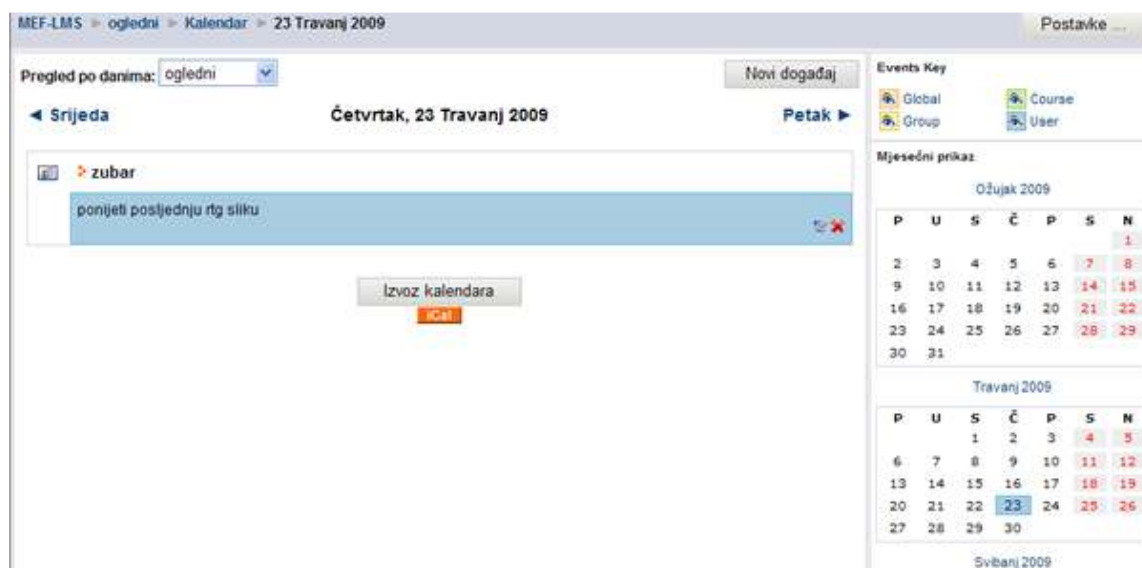 MEF-LMS ► ogledni ► Kalendar ► 23 Travanj 2009
Postavke ...
Pregled po danima: ogledni
Novi događaj
◄ Srijeda
Četvrtak, 23 Travanj 2009
Petak ►
zubar
ponijeti posljednju rtg sliku
Izvoz kalendara
iCal
Events Key
Global Course
Group User
Mjesečni prikaz
Ožujak 2009
P U S Č P S N
1
2 3 4 5 6 7 8
9 10 11 12 13 14 15
16 17 18 19 20 21 22
23 24 25 26 27 28 29
30 31
Travanj 2009
P U S Č P S N
1 2 3 4 5
6 7 8 9 10 11 12
13 14 15 16 17 18 19
20 21 22 23 24 25 26
27 28 29 30
Svibanj 2009